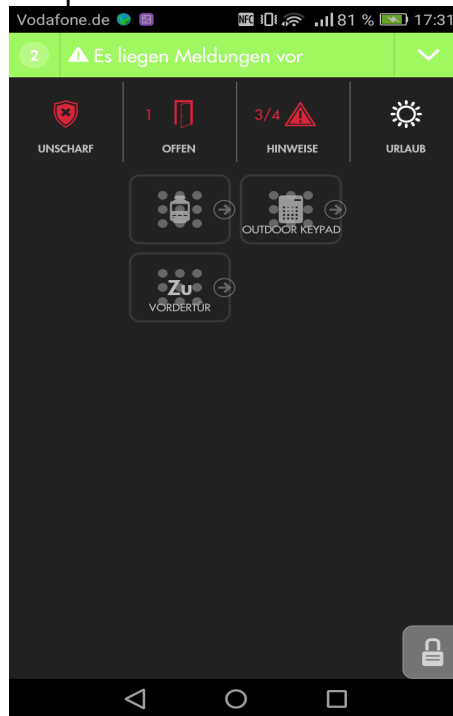 Vodafone.de NFC 81 % 17:31
2 Es liegen Meldungen vor
1 3/4
UNSCHARF OFFEN HINWEISE URLAUB
OUTDOOR KEYPAD
Zu
VORDERTÜR